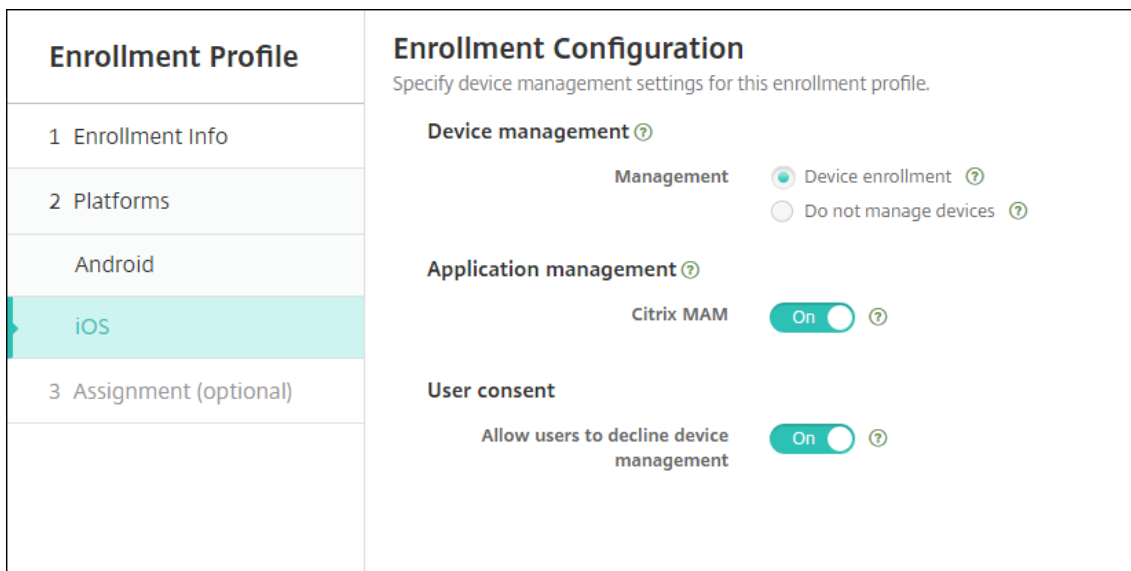 Enrollment Profile
1 Enrollment Info
2 Platforms
Android
iOS
3 Assignment (optional)
Enrollment Configuration
Specify device management settings for this enrollment profile.
Device management ?
Management
Device enrollment ?
Do not manage devices ?
Application management ?
Citrix MAM
On ?
User consent
Allow users to decline device
management
On ?